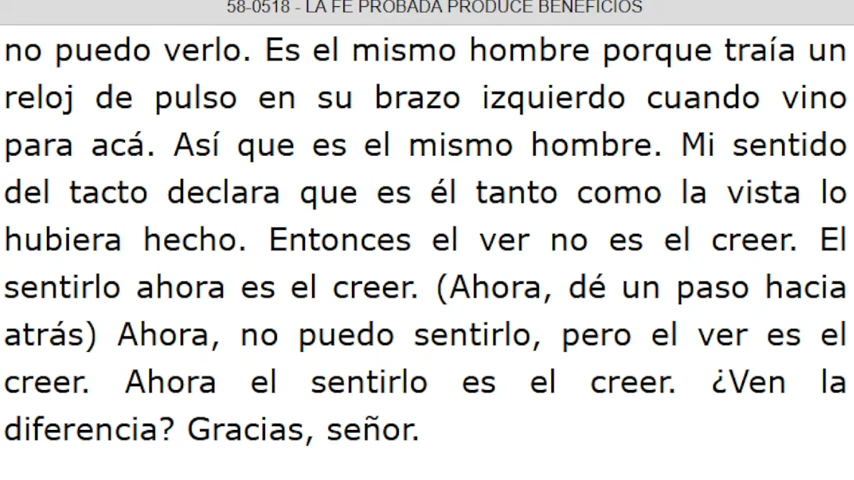 58-0518 - LA FE PROBADA PRODUCE BENEFICIOS
no puedo verlo. Es el mismo hombre porque traía un
reloj de pulso en su brazo izquierdo cuando vino
para acá. Así que es el mismo hombre. Mi sentido
del tacto declara que es él tanto como la vista lo
hubiera hecho. Entonces el ver no es el creer. El
sentirlo ahora es el creer. (Ahora, dé un paso hacia
atrás) Ahora, no puedo sentirlo, pero el ver es el
creer. Ahora el sentirlo es el creer. ¿Ven la
diferencia? Gracias, señor.